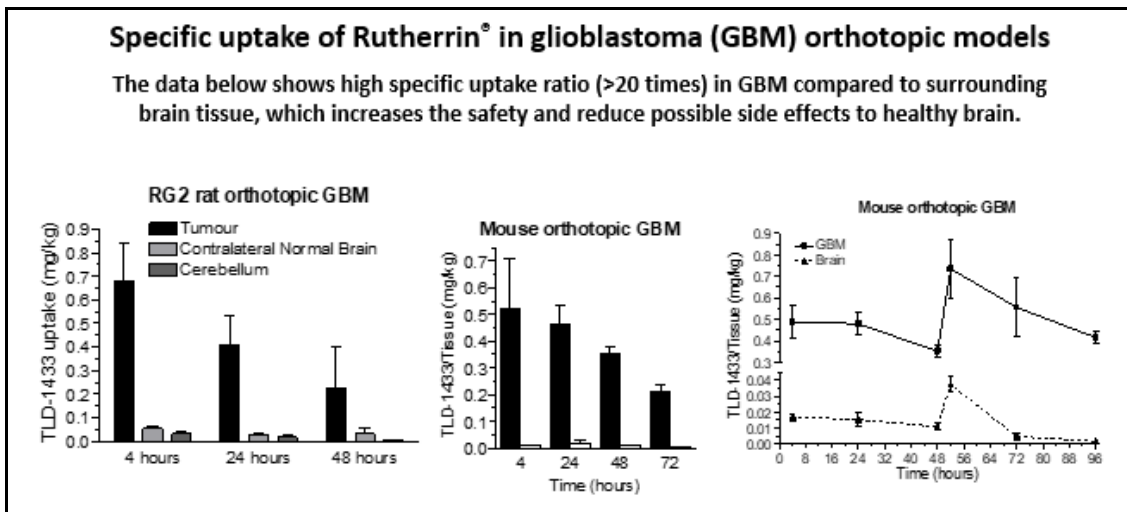 Specific uptake of Rutherrin® in glioblastoma (GBM) orthotopic models
The data below shows high specific uptake ratio (>20 times) in GBM compared to surrounding
brain tissue, which increases the safety and reduce possible side effects to healthy brain.
RG2 rat orthotopic GBM
Tumour
Contralateral Normal Brain
Cerebellum
TLD-1433 uptake (mg/kg)
0.9
0.8
0.7
0.6
0.5
0.4
0.3
0.2
0.1
0.0
4 hours 24 hours 48 hours
Mouse orthotopic GBM
TLD-1433/Tissue (mg/kg)
0.7
0.6
0.5
0.4
0.3
0.2
0.1
0.0
4 24 48 72
Time (hours)
Mouse orthotopic GBM
GBM
Brain
TLD-1433/Tissue (mg/kg)
0.9
0.8
0.7
0.6
0.5
0.4
0.3
0.04
0.03
0.02
0.01
0.00
0 8 16 24 32 40 48 56 64 72 80 88 96
Time (hours)